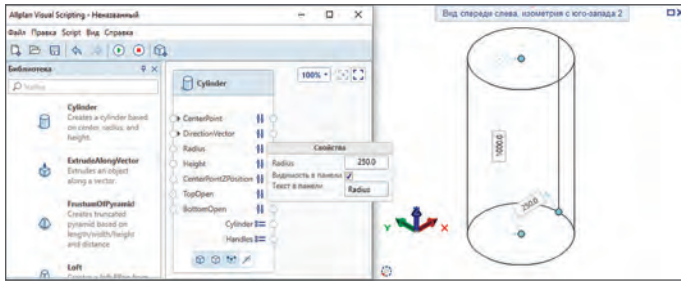 Allplan Visual Scripting - Неназванный
Файл Правка Script Вид Справка
Библиотека
Cylinder
Creates a cylinder based
on center, radius, and
height.
ExtrudeAlongVector
Extrudes an object
along a vector.
FrustumOfPyramid
Creates truncated
pyramid based on
length/width/height
and distance
Loft
100%
Cylinder
CenterPoint
DirectionVector
Radius
Height
CenterPointZPosition
TopOpen
BottomOpen
Cylinder
Handles
Свойства
Radius 250.0
Видимость в панели
Текст в панели Radius
Вид спереди слева, изометрия с юго-запада 2
1000.0
250.0
Y
X